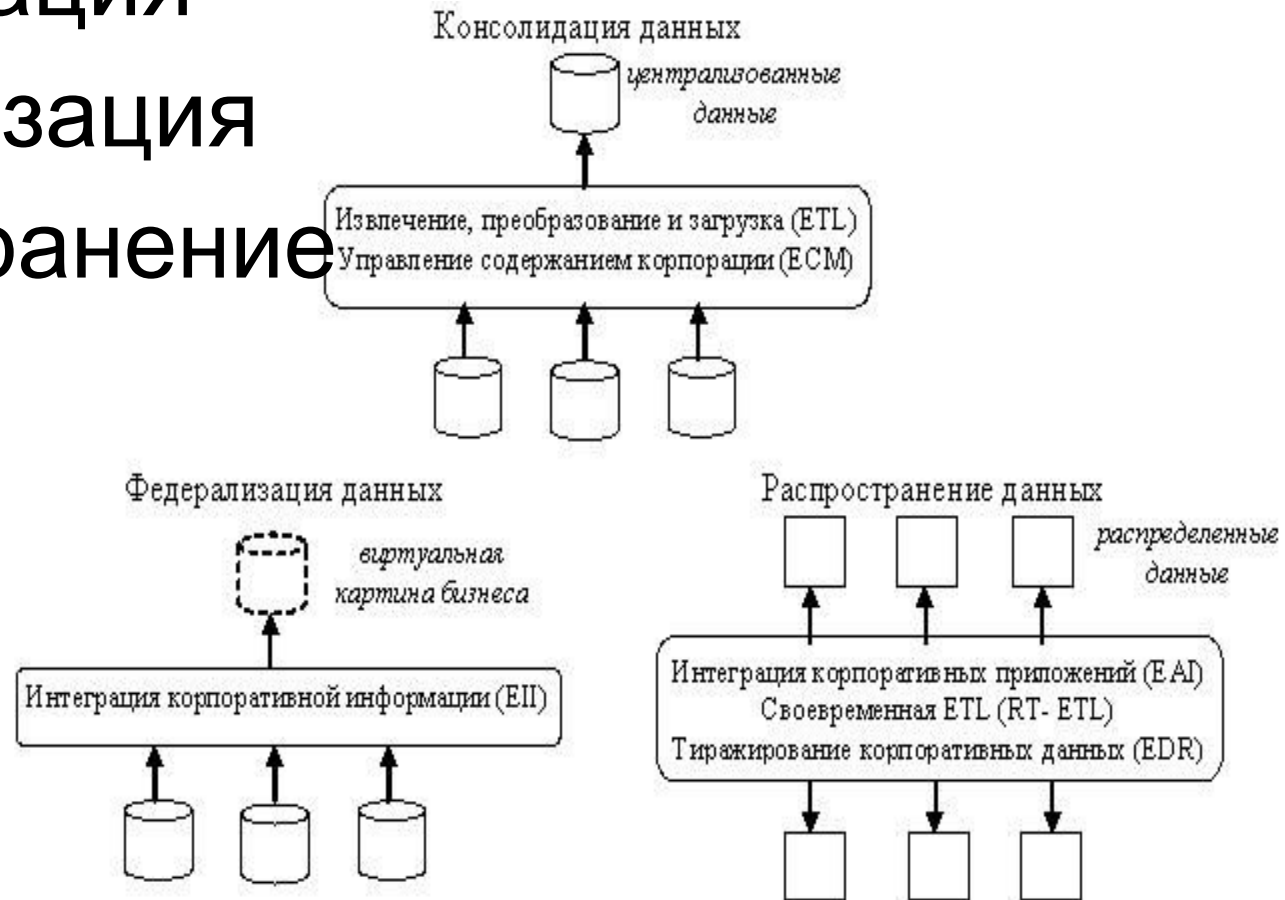 ация
зация
ранение
Консолидация данных
централизованные
данные
Извлечение, преобразование и загрузка (ETL)
Управление содержанием корпорации (ECM)
Федерализация данных
виртуальная
картина бизнеса
Интеграция корпоративной информации (EII)
Распространение данных
распределенные
данные
Интеграция корпоративных приложений (EAI)
Своевременная ETL (RT- ETL)
Тиражирование корпоративных данных (EDR)